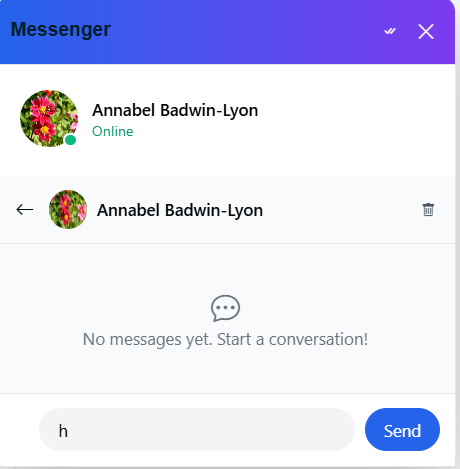 Messenger
Annabel Badwin-Lyon
Online
Annabel Badwin-Lyon
No messages yet. Start a conversation!
h
Send